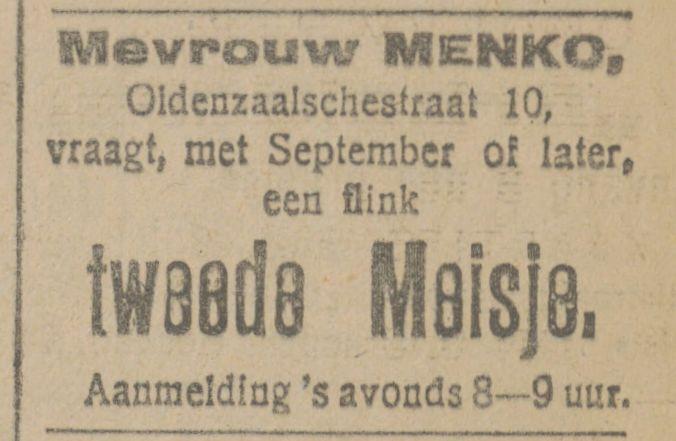 Mevrouw MENKO,
Oldenzaalschestraat 10,
vraagt, met September of later,
een flink
tweede Meisje.
Aanmelding 's avonds 8—9 uur.